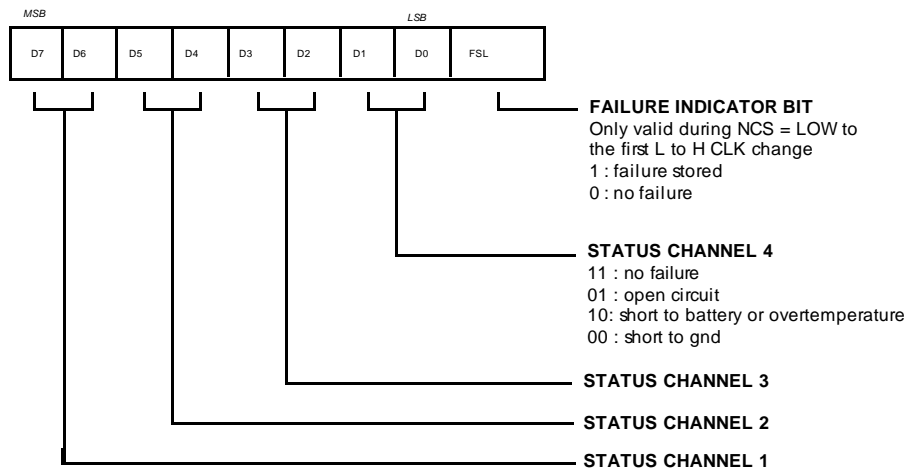 MSB LSB
D7 D6 D5 D4 D3 D2 D1 D0 FSL
FAILURE INDICATOR BIT
Only valid during NCS = LOW to
the first L to H CLK change
1 : failure stored
0 : no failure
STATUS CHANNEL 4
11 : no failure
01 : open circuit
10: short to battery or overtemperature
00 : short to gnd
STATUS CHANNEL 3
STATUS CHANNEL 2
STATUS CHANNEL 1